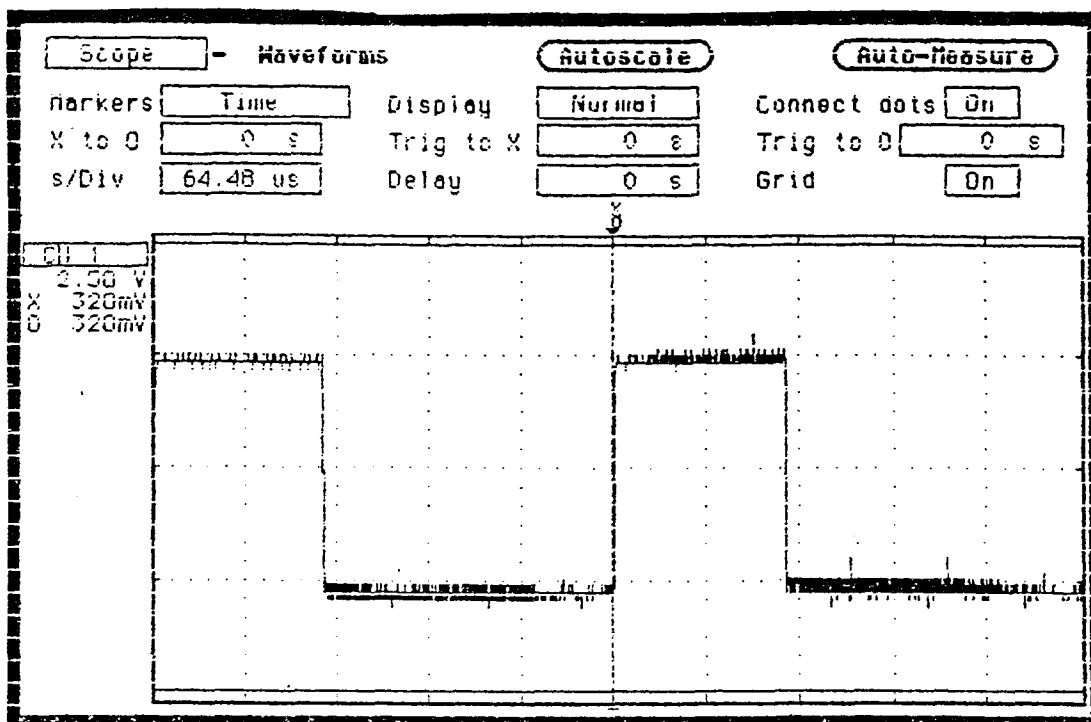 Scope - Waveforms Autoscale Auto-Measure
Markers Time Display Normal Connect dots On
X to O 0 s Trig to X 0 s Trig to O 0 s
s/Div 64.48 us Delay 0 s Grid On
X
O
CH 1
2.00 V
X 320mV
O 320mV